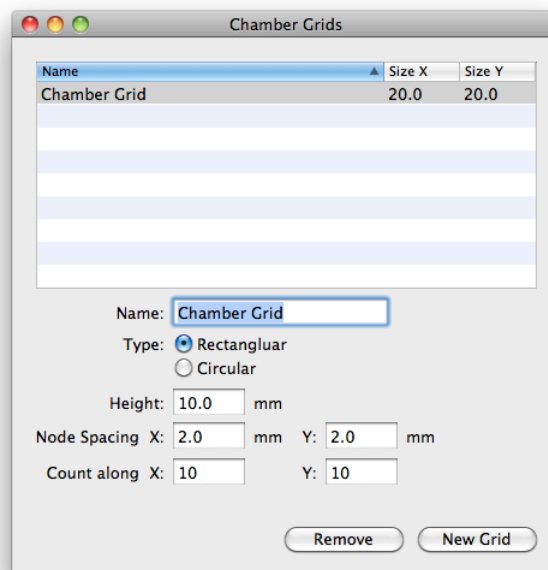 Chamber Grids
Name Size X Size Y
Chamber Grid 20.0 20.0
Name: Chamber Grid
Type: Rectangluar
Circular
Height: 10.0 mm
Node Spacing X: 2.0 mm Y: 2.0 mm
Count along X: 10 Y: 10
Remove New Grid